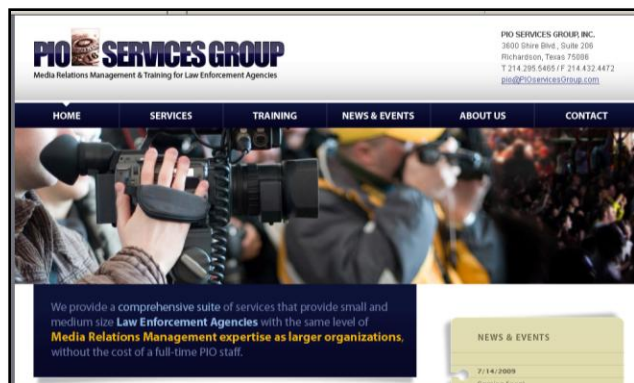 PIO SERVICES GROUP
Media Relations Management & Training for Law Enforcement Agencies
PIO SERVICES GROUP, INC.
3600 Shire Blvd., Suite 206
Richardson, Texas 75086
T 214.295.5465 / F 214.432.4472
pio@PIOservicesGroup.com
HOME SERVICES TRAINING NEWS & EVENTS ABOUT US CONTACT
We provide a comprehensive suite of services that provide small and
medium size Law Enforcement Agencies with the same level of
Media Relations Management expertise as larger organizations,
without the cost of a full-time PIO staff.
NEWS & EVENTS
7/14/2009